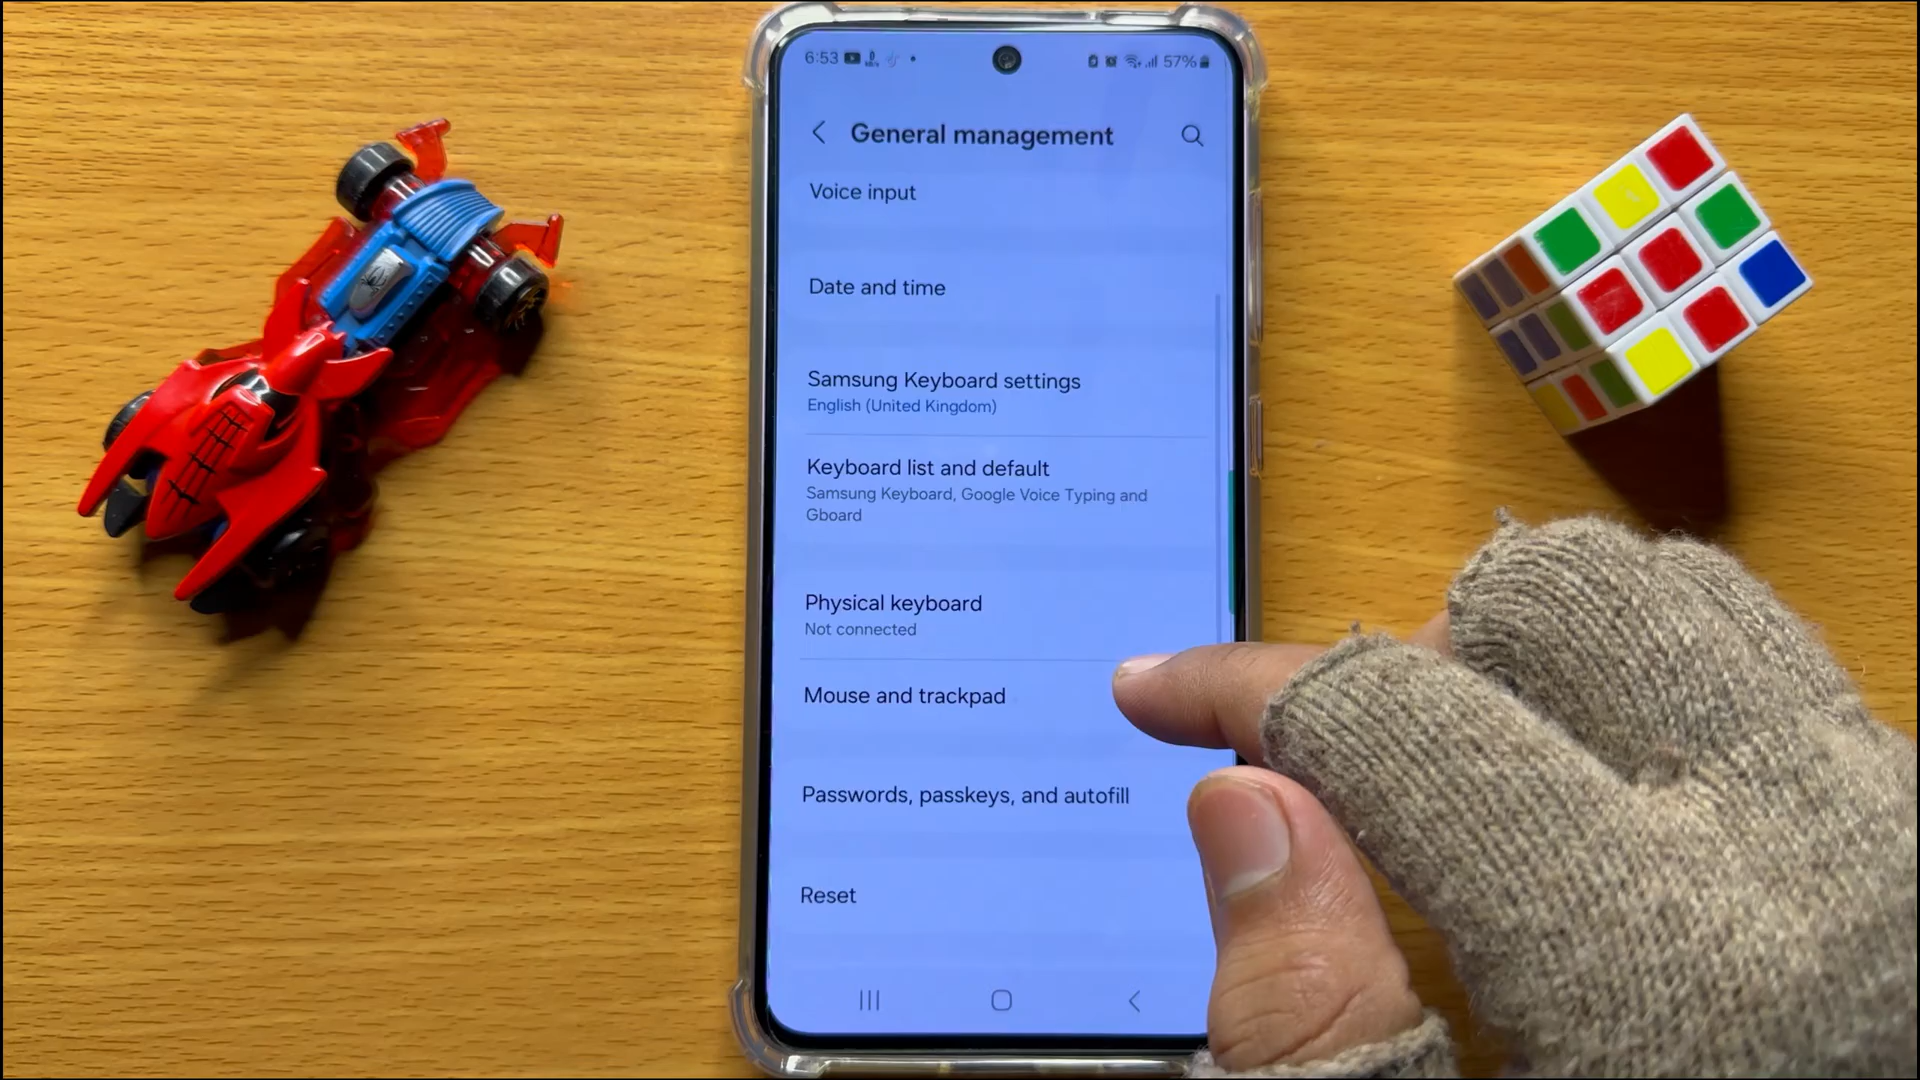 6:53
57%
General management
Voice input
Date and time
Samsung Keyboard settings
English (United Kingdom)
Keyboard list and default
Samsung Keyboard, Google Voice Typing and
Gboard
Physical keyboard
Not connected
Mouse and trackpad
Passwords, passkeys, and autofill
Reset